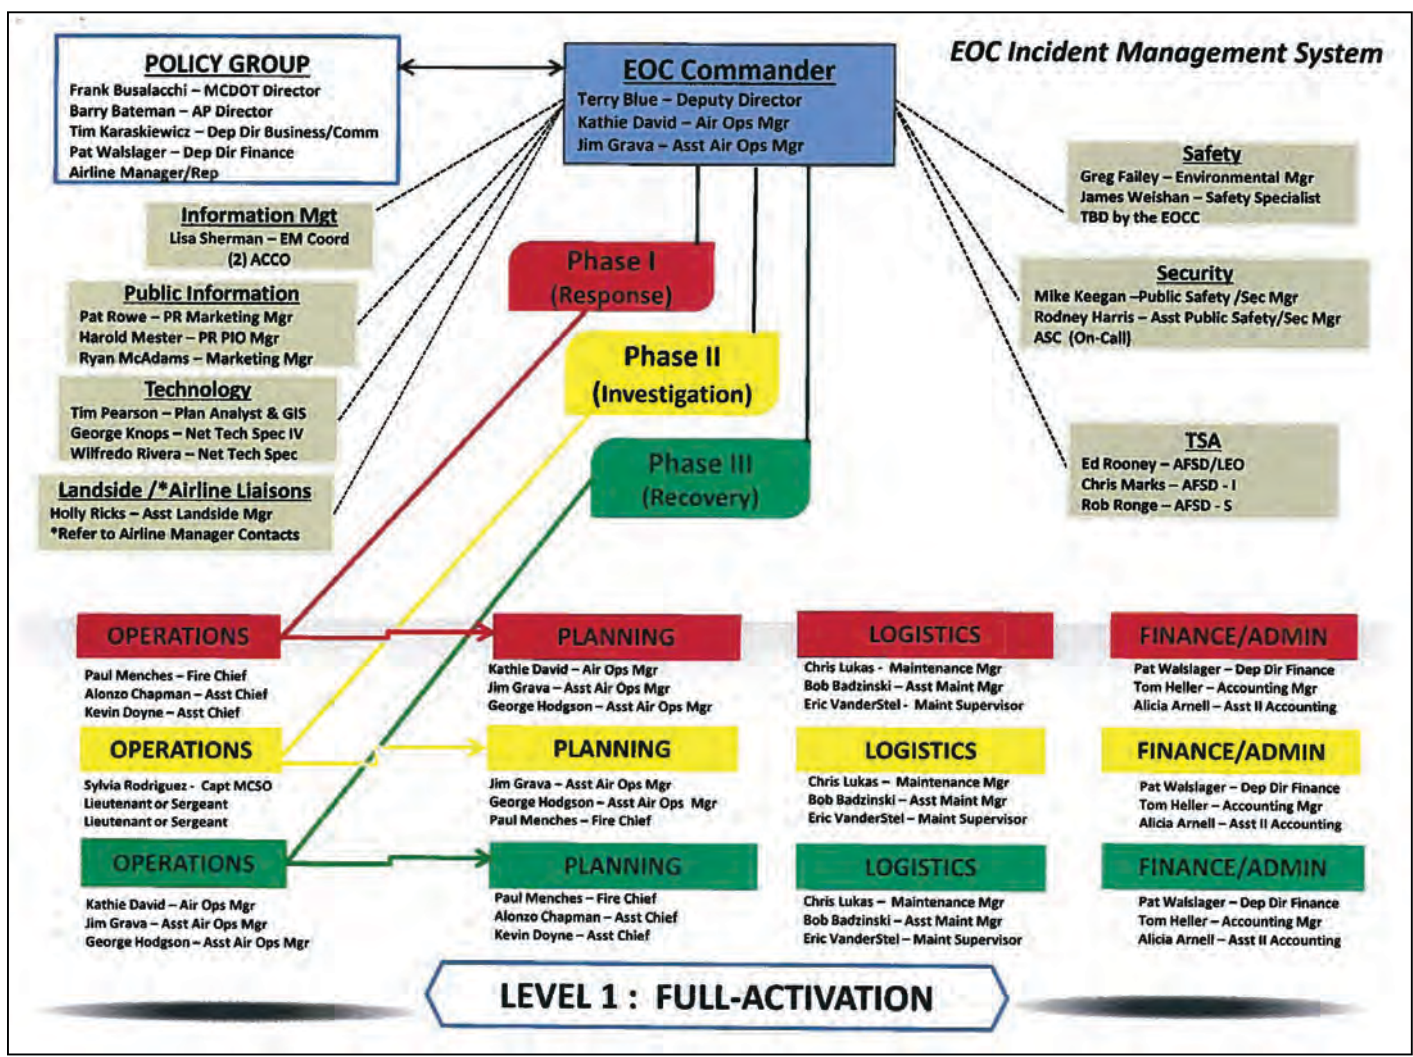 EOC Incident Management System
POLICY GROUP
Frank Busalacchi – MCDOT Director
Barry Bateman – AP Director
Tim Karaskiewicz – Dep Dir Business/Comm
Pat Walslager – Dep Dir Finance
Airline Manager/Rep
EOC Commander
Terry Blue – Deputy Director
Kathie David – Air Ops Mgr
Jim Grava – Asst Air Ops Mgr
Information Mgt
Lisa Sherman – EM Coord
(2) ACCO
Public Information
Pat Rowe – PR Marketing Mgr
Harold Mester – PR PIO Mgr
Ryan McAdams – Marketing Mgr
Technology
Tim Pearson – Plan Analyst & GIS
George Knops – Net Tech Spec IV
Wilfredo Rivera – Net Tech Spec
Landside /*Airline Liaisons
Holly Ricks – Asst Landside Mgr
*Refer to Airline Manager Contacts
Phase I
(Response)
Phase II
(Investigation)
Phase III
(Recovery)
Safety
Greg Failey – Environmental Mgr
James Weishan – Safety Specialist
TBD by the EOCC
Security
Mike Keegan –Public Safety /Sec Mgr
Rodney Harris – Asst Public Safety/Sec Mgr
ASC (On-Call)
TSA
Ed Rooney – AFSD/LEO
Chris Marks – AFSD - I
Rob Ronge – AFSD - S
OPERATIONS
Paul Menches – Fire Chief
Alonzo Chapman – Asst Chief
Kevin Doyne – Asst Chief
PLANNING
Kathie David – Air Ops Mgr
Jim Grava – Asst Air Ops Mgr
George Hodgson – Asst Air Ops Mgr
LOGISTICS
Chris Lukas - Maintenance Mgr
Bob Badzinski – Asst Maint Mgr
Eric VanderStel - Maint Supervisor
FINANCE/ADMIN
Pat Walslager – Dep Dir Finance
Tom Heller – Accounting Mgr
Alicia Arnell – Asst II Accounting
OPERATIONS
Sylvia Rodriguez - Capt MCSO
Lieutenant or Sergeant
Lieutenant or Sergeant
PLANNING
Jim Grava – Asst Air Ops Mgr
George Hodgson – Asst Air Ops Mgr
Paul Menches – Fire Chief
LOGISTICS
Chris Lukas – Maintenance Mgr
Bob Badzinski – Asst Maint Mgr
Eric VanderStel – Maint Supervisor
FINANCE/ADMIN
Pat Walslager – Dep Dir Finance
Tom Heller – Accounting Mgr
Alicia Arnell – Asst II Accounting
OPERATIONS
Kathie David – Air Ops Mgr
Jim Grava – Asst Air Ops Mgr
George Hodgson – Asst Air Ops Mgr
PLANNING
Paul Menches – Fire Chief
Alonzo Chapman – Asst Chief
Kevin Doyne – Asst Chief
LOGISTICS
Chris Lukas – Maintenance Mgr
Bob Badzinski – Asst Maint Mgr
Eric VanderStel – Maint Supervisor
FINANCE/ADMIN
Pat Walslager – Dep Dir Finance
Tom Heller – Accounting Mgr
Alicia Arnell – Asst II Accounting
LEVEL 1 : FULL-ACTIVATION